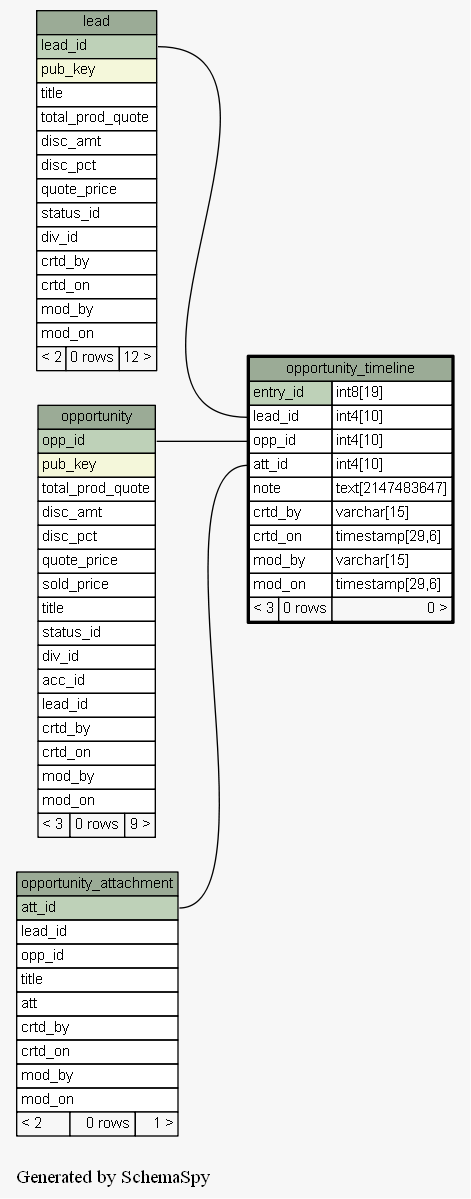 lead
lead_id
pub_key
title
total_prod_quote
disc_amt
disc_pct
quote_price
status_id
div_id
crtd_by
crtd_on
mod_by
mod_on
< 2 0 rows 12 >
opportunity_timeline
entry_id int8[19]
lead_id int4[10]
opp_id int4[10]
att_id int4[10]
note text[2147483647]
crtd_by varchar[15]
crtd_on timestamp[29,6]
mod_by varchar[15]
mod_on timestamp[29,6]
< 3 0 rows 0 >
opportunity
opp_id
pub_key
total_prod_quote
disc_amt
disc_pct
quote_price
sold_price
title
status_id
div_id
acc_id
lead_id
crtd_by
crtd_on
mod_by
mod_on
< 3 0 rows 9 >
opportunity_attachment
att_id
lead_id
opp_id
title
att
crtd_by
crtd_on
mod_by
mod_on
< 2 0 rows 1 >
Generated by SchemaSpy